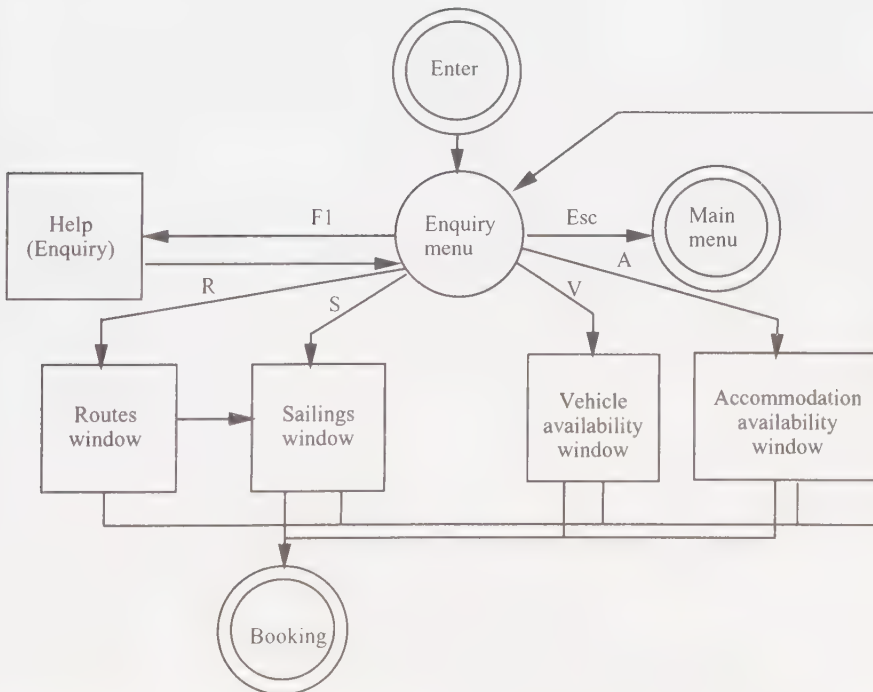 Enter
F1
Esc
Enquiry
menu
Main
menu
Help
(Enquiry)
R
S
V
A
Routes
window
Sailings
window
Vehicle
availability
window
Accommodation
availability
window
Booking